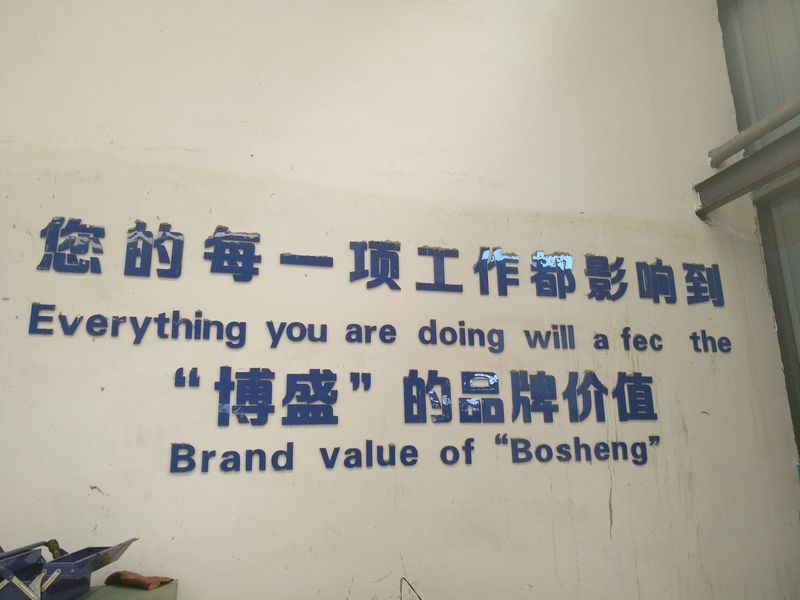 您的每一项工作都影响到
Everything you are doing will a fec the
“博盛”的品牌价值
Brand value of “Bosheng”